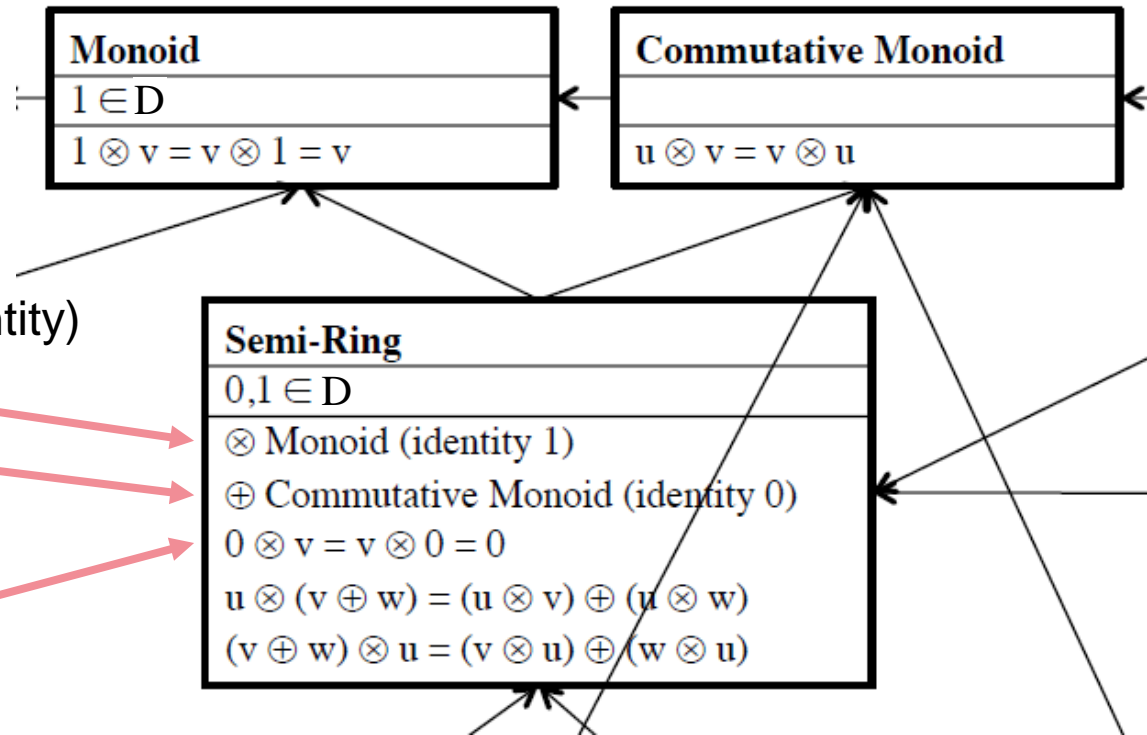 Monoid
1 ∈ D
1 ⊗ v = v ⊗ 1 = v
Commutative Monoid
u ⊗ v = v ⊗ u
tity)
Semi-Ring
0,1 ∈ D
⊗ Monoid (identity 1)
⊕ Commutative Monoid (identity 0)
0 ⊗ v = v ⊗ 0 = 0
u ⊗ (v ⊕ w) = (u ⊗ v) ⊕ (u ⊗ w)
(v ⊕ w) ⊗ u = (v ⊗ u) ⊕ (w ⊗ u)